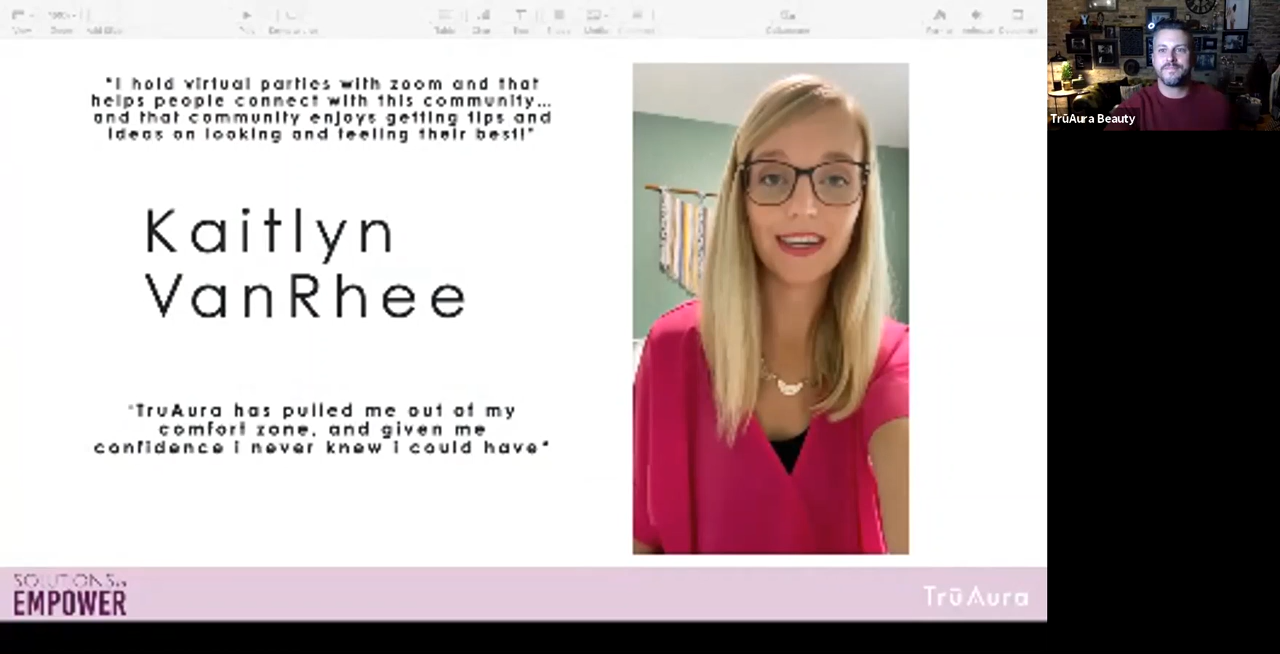 "I hold virtual parties with zoom and that
helps people connect with this community...
and that community enjoys getting tips and
ideas on looking and feeling their best!"
Kaitlyn
VanRhee
"TruAura has pulled me out of my
comfort zone, and given me
confidence i never knew i could have"
SOLUTIONS
EMPOWER
TrūAura
TrūAura Beauty